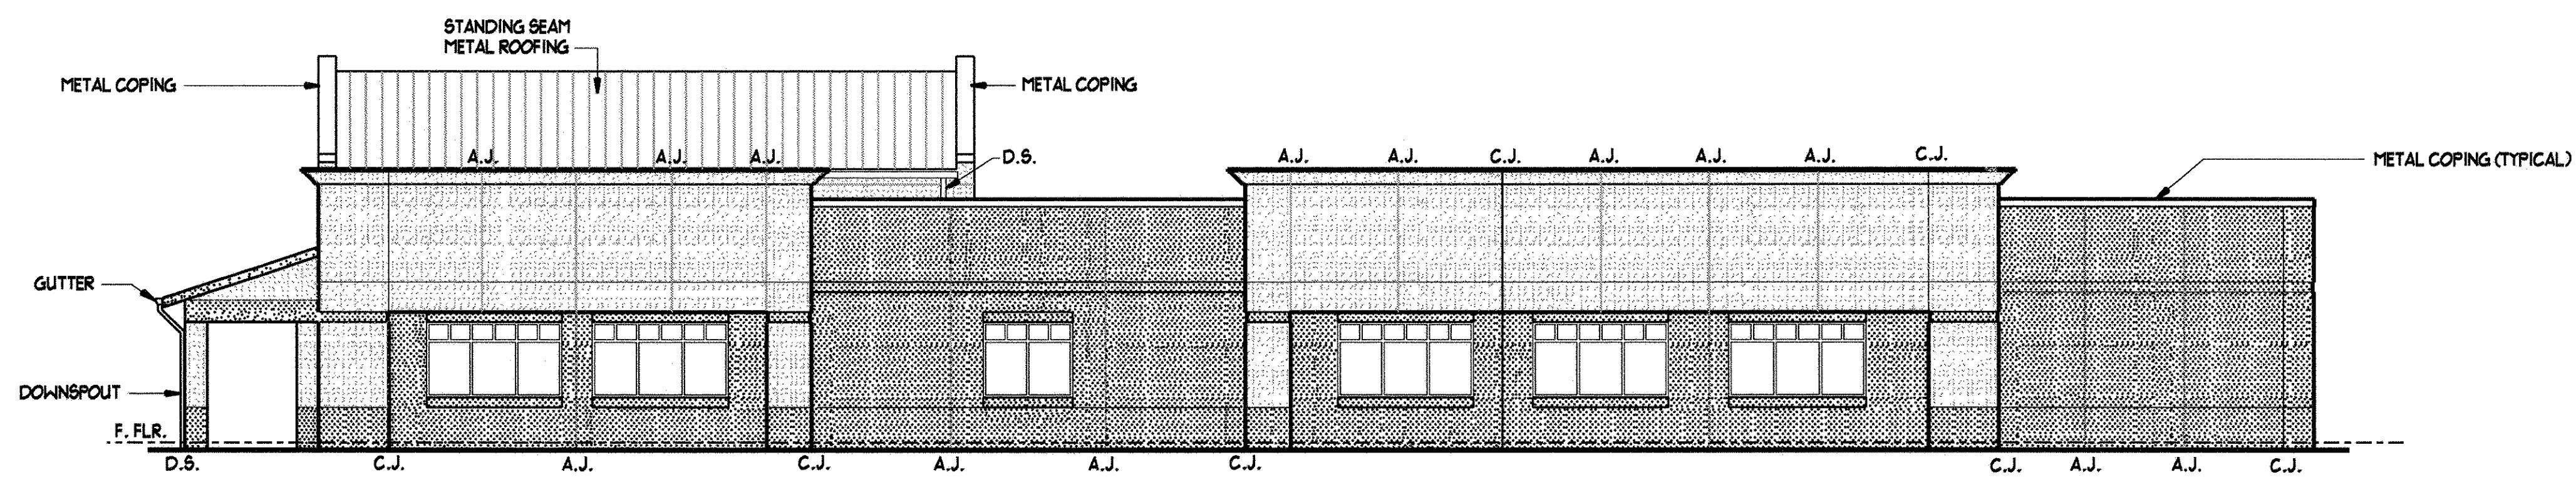 STANDING SEAM
METAL ROOFING
METAL COPING
METAL COPING
A.J. A.J. A.J.
D.S.
A.J. A.J. C.J. A.J. A.J. A.J. C.J.
METAL COPING (TYPICAL)
GUTTER
DOWNSPOUT
F. FLR.
D.S. C.J. A.J. C.J. A.J. A.J. C.J. C.J. A.J. A.J. C.J.